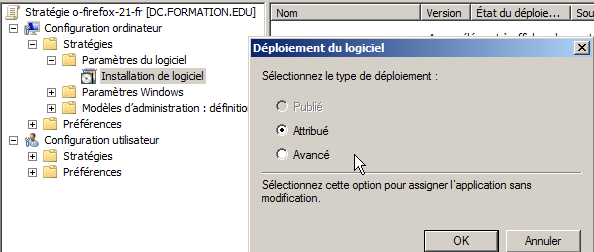 Stratégie o-firefox-21-fr [DC.FORMATION.EDU]
Configuration ordinateur
Stratégies
Paramètres du logiciel
Installation de logiciel
Paramètres Windows
Modèles d'administration : définitio
Préférences
Configuration utilisateur
Stratégies
Préférences
Nom Version État du déploie... Sou
Déploiement du logiciel
Sélectionnez le type de déploiement :
Publié
Attribué
Avancé
Sélectionnez cette option pour assigner l'application sans
modification.
OK Annuler